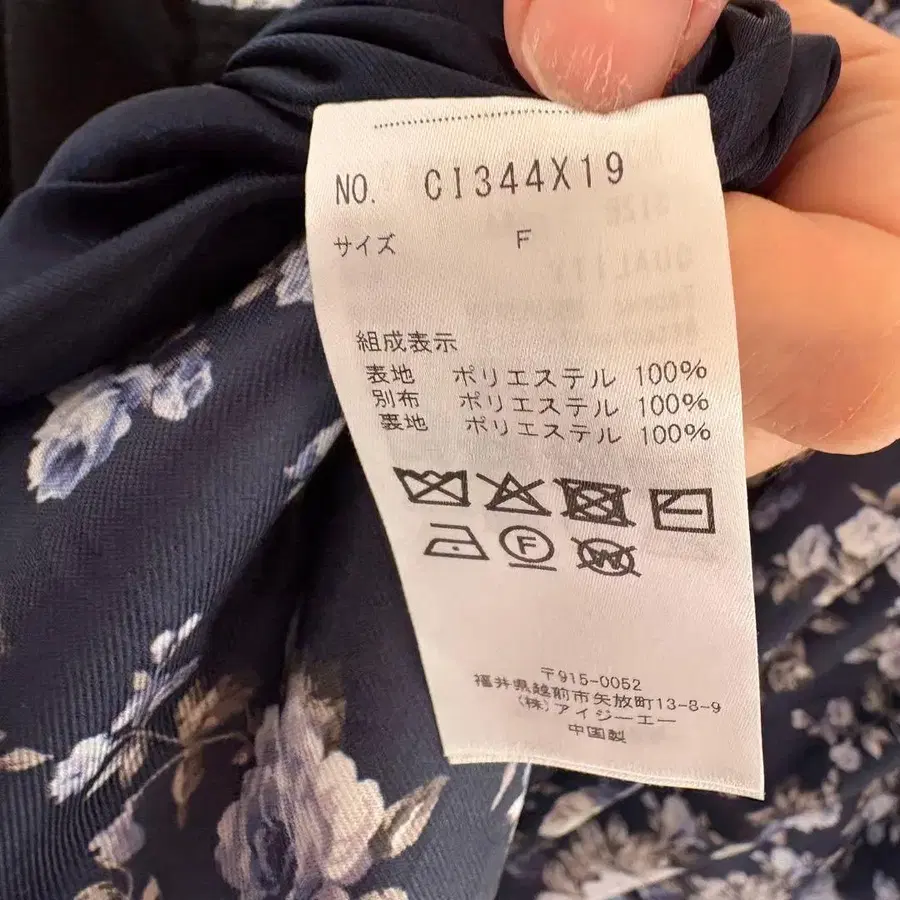 NO. CI344X19
サイズ F
組成表示
表地 ポリエステル 100%
別布 ポリエステル 100%
裏地 ポリエステル 100%
F
W
〒915-0052
福井県越前市矢放町13-8-9
(株)アイジーエー
中国製